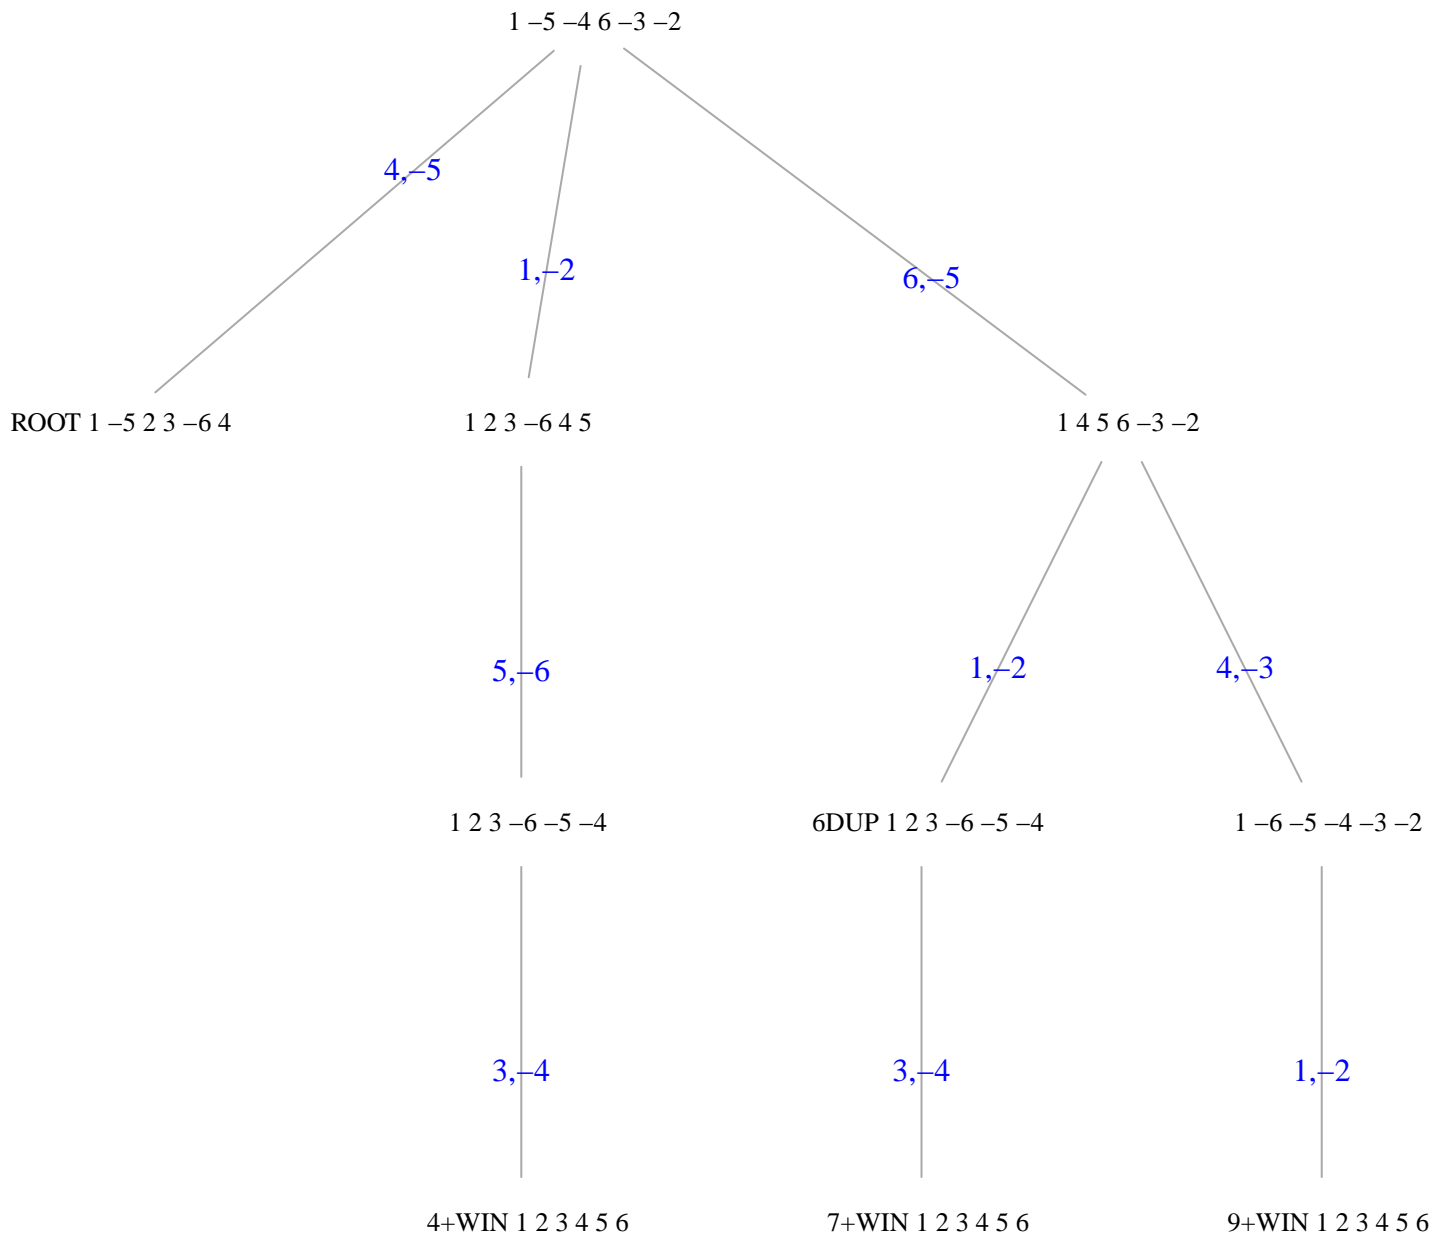 1 –5 –4 6 –3 –2
4,–5
1,–2
6,–5
ROOT 1 –5 2 3 –6 4
1 2 3 –6 4 5
1 4 5 6 –3 –2
5,–6
1,–2
4,–3
1 2 3 –6 –5 –4
6DUP 1 2 3 –6 –5 –4
1 –6 –5 –4 –3 –2
3,–4
3,–4
1,–2
4+WIN 1 2 3 4 5 6
7+WIN 1 2 3 4 5 6
9+WIN 1 2 3 4 5 6